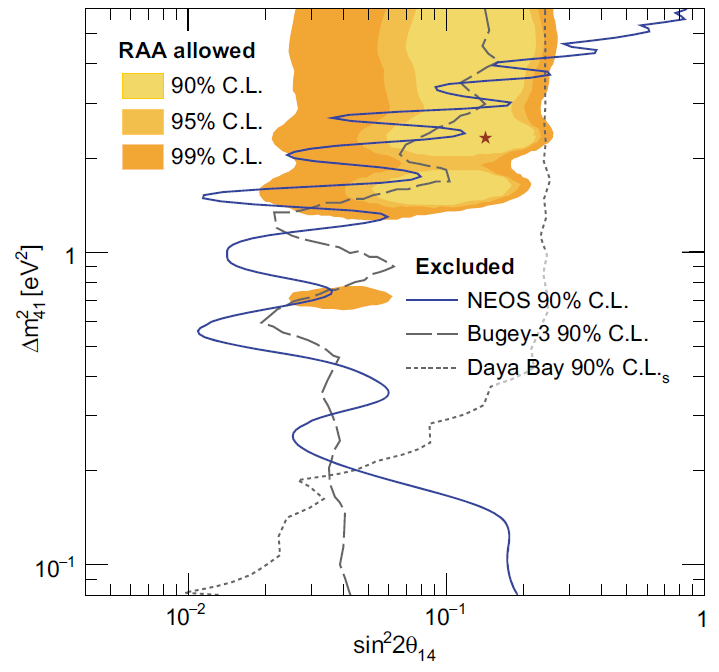 RAA allowed
90% C.L.
95% C.L.
99% C.L.
Excluded
NEOS 90% C.L.
Bugey-3 90% C.L.
Daya Bay 90% C.L.ₛ
Δm²₄₁ [eV²]
1
10⁻¹
10⁻²
10⁻¹
1
sin²2θ₁₄